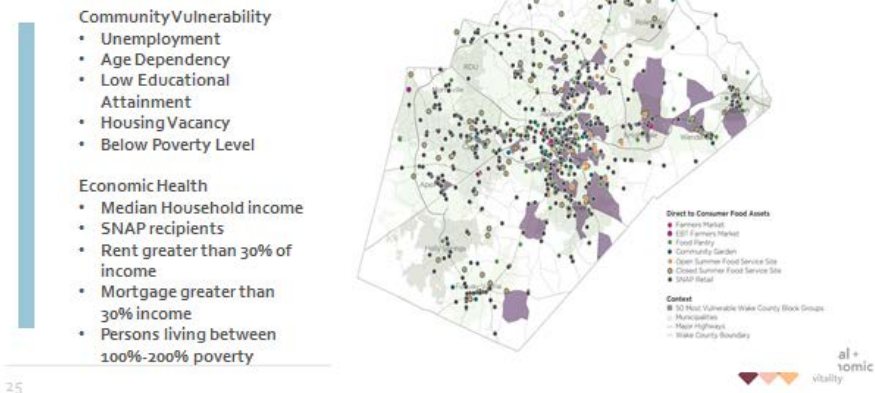 Community Vulnerability
• Unemployment
• Age Dependency
• Low Educational
Attainment
• Housing Vacancy
• Below Poverty Level
Economic Health
• Median Household income
• SNAP recipients
• Rent greater than 30% of
income
• Mortgage greater than
30% income
• Persons living between
100%-200% poverty
25
RDU
Direct to Consumer Food Assets
Farmers Market
EBT Farmers Market
Food Pantry
Community Garden
Open Summer Food Service Site
Closed Summer Food Service Site
SNAP Retail
Context
50 Most Vulnerable Wake County Block Groups
Municipalities
Major Highways
Wake County Boundary
al +
nomic
vitality